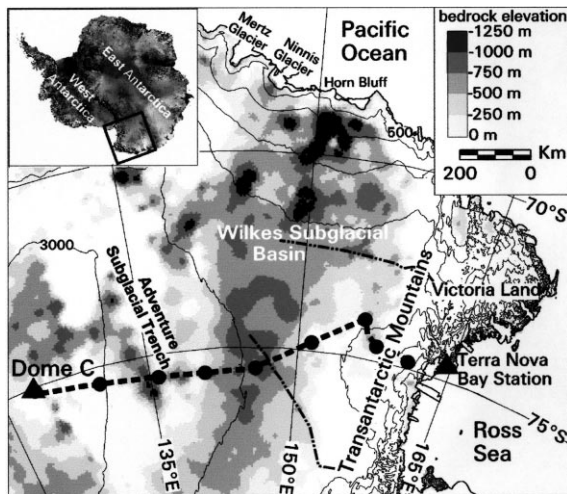 Mertz
Glacier
Ninnis
Glacier
Pacific
Ocean
Horn Bluff
bedrock elevation
-1250 m
-1000 m
-750 m
-500 m
-250 m
0 m
200 0 Km
West
Antarctica
East Antarctica
500
70°S
3000
Wilkes Subglacial
Basin
Adventure
Subglacial Trench
Victoria Land
Transantarctic Mountains
Dome C
Terra Nova
Bay Station
75°S
135°E
150°E
165°E
Ross
Sea